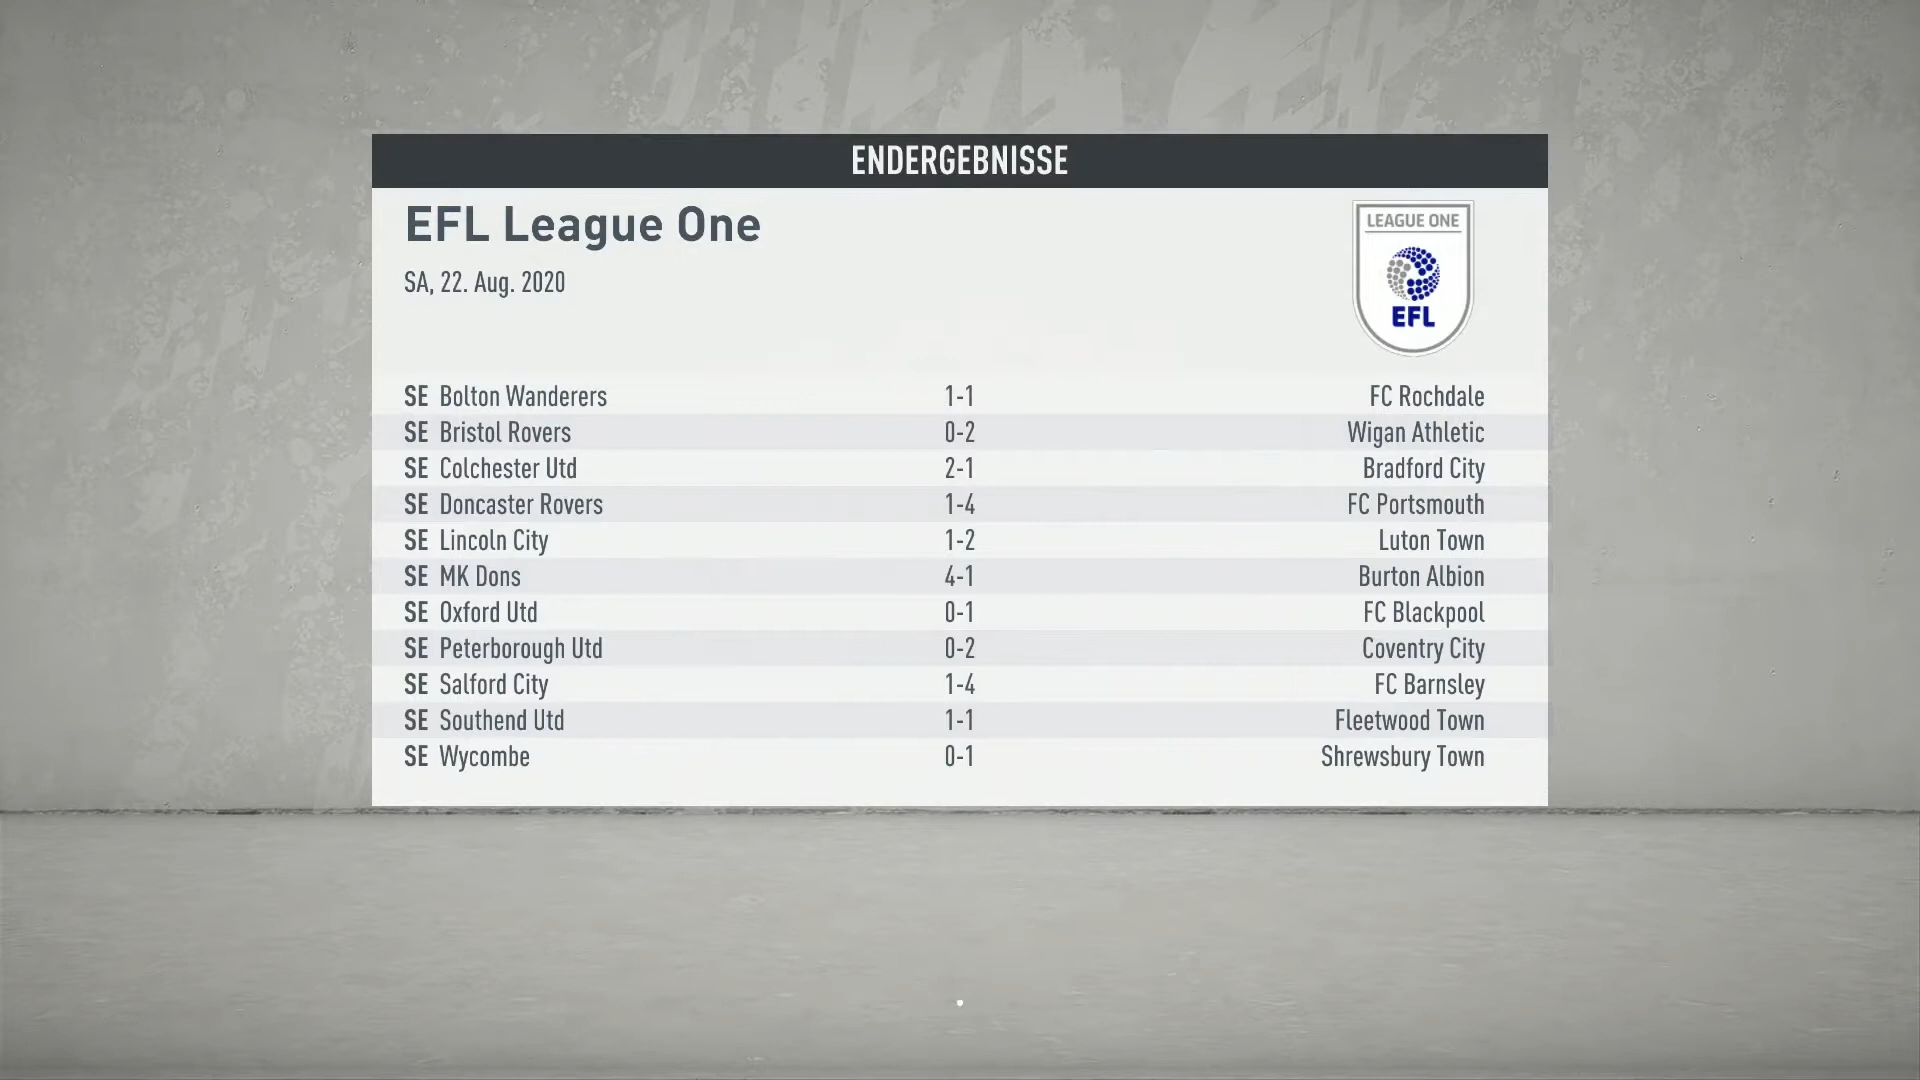 ENDERGEBNISSE
EFL League One
SA, 22. Aug. 2020
LEAGUE ONE
EFL
SE Bolton Wanderers 1-1 FC Rochdale
SE Bristol Rovers 0-2 Wigan Athletic
SE Colchester Utd 2-1 Bradford City
SE Doncaster Rovers 1-4 FC Portsmouth
SE Lincoln City 1-2 Luton Town
SE MK Dons 4-1 Burton Albion
SE Oxford Utd 0-1 FC Blackpool
SE Peterborough Utd 0-2 Coventry City
SE Salford City 1-4 FC Barnsley
SE Southend Utd 1-1 Fleetwood Town
SE Wycombe 0-1 Shrewsbury Town